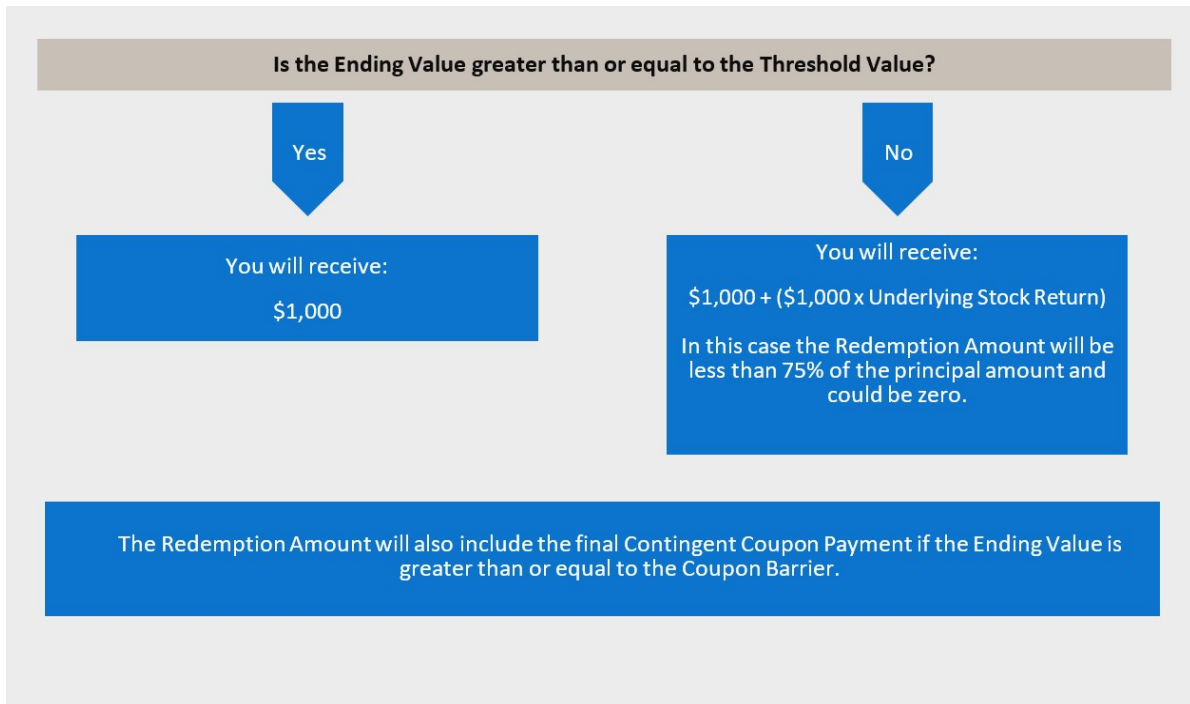 Is the Ending Value greater than or equal to the Threshold Value?
Yes
No
You will receive:
$1,000
You will receive:
$1,000 + ($1,000 x Underlying Stock Return)
In this case the Redemption Amount will be
less than 75% of the principal amount and
could be zero.
The Redemption Amount will also include the final Contingent Coupon Payment if the Ending Value is
greater than or equal to the Coupon Barrier.